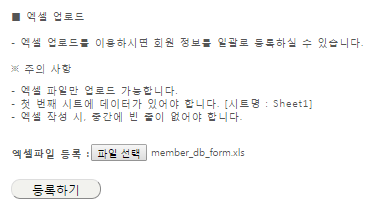 ■ 엑셀 업로드
- 엑셀 업로드를 이용하시면 회원 정보를 일괄로 등록하실 수 있습니다.
※ 주의 사항
- 엑셀 파일만 업로드 가능합니다.
- 첫 번째 시트에 데이터가 있어야 합니다. [시트명 : Sheet1]
- 엑셀 작성 시, 중간에 빈 줄이 없어야 합니다.
엑셀파일 등록 : 파일 선택 member_db_form.xls
등록하기